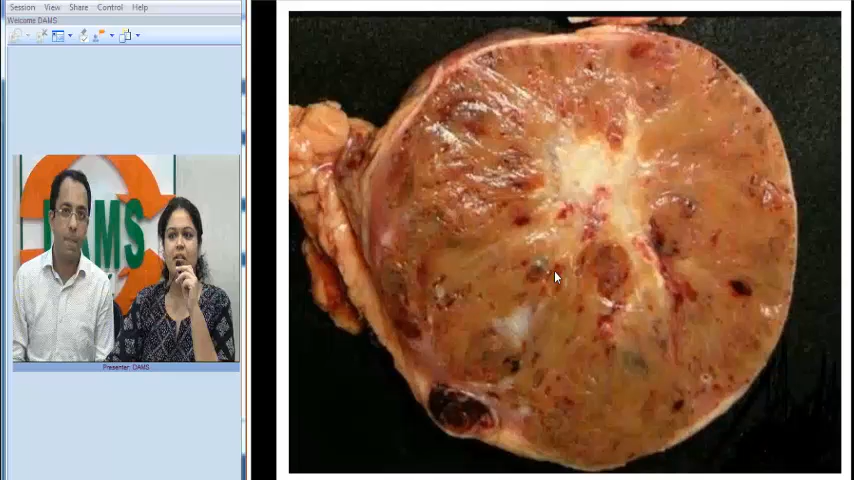 Session View Share Control Help
Welcome DAMS
DAMS
Presenter: DAMS